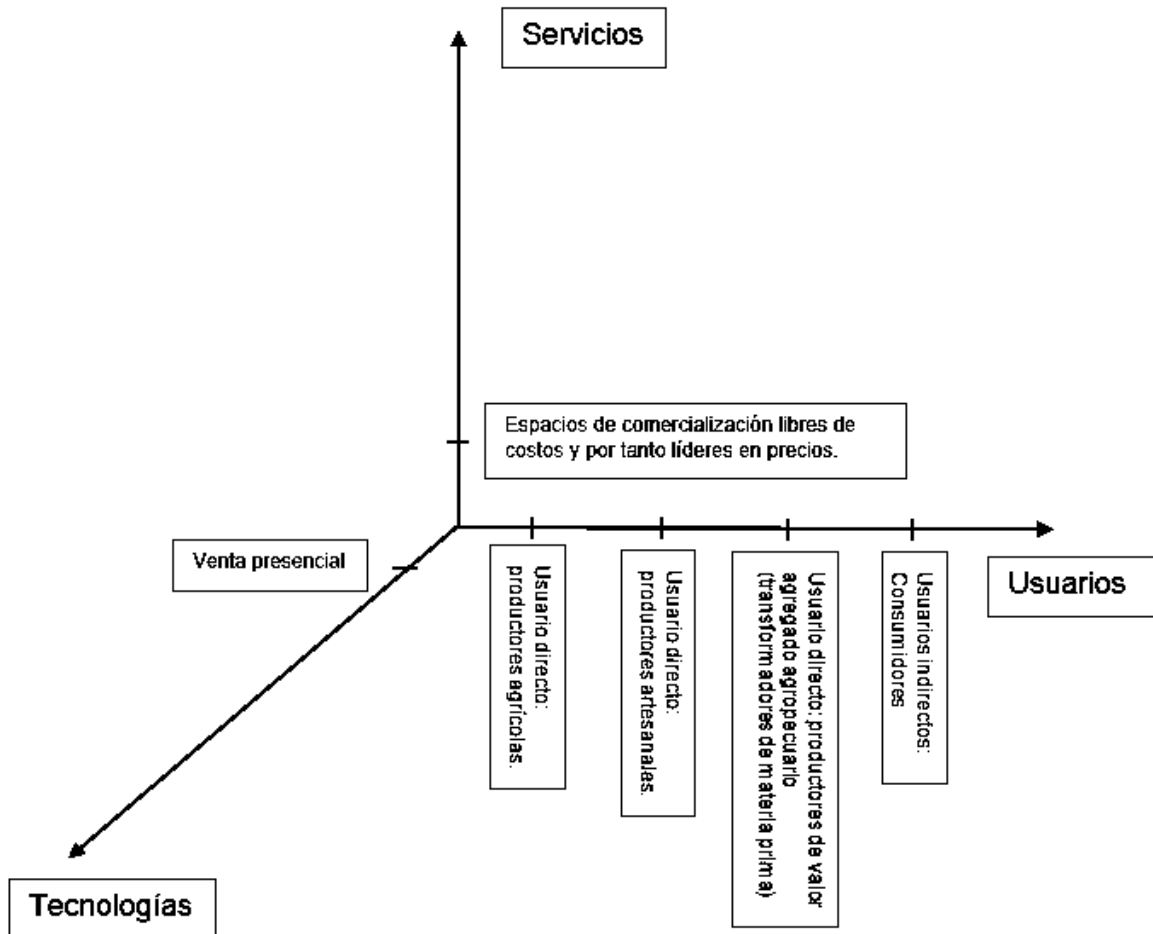 Servicios
Espacios de comercialización libres de
costos y por tanto líderes en precios.
Venta presencial
Usuarios
Usuario directo:
productores agrícolas.
Usuario directo:
productores artesanales.
Usuario directo: productores de valor
agregado agropecuario
(transformadores de materia prima)
Usuarios indirectos:
Consumidores
Tecnologías